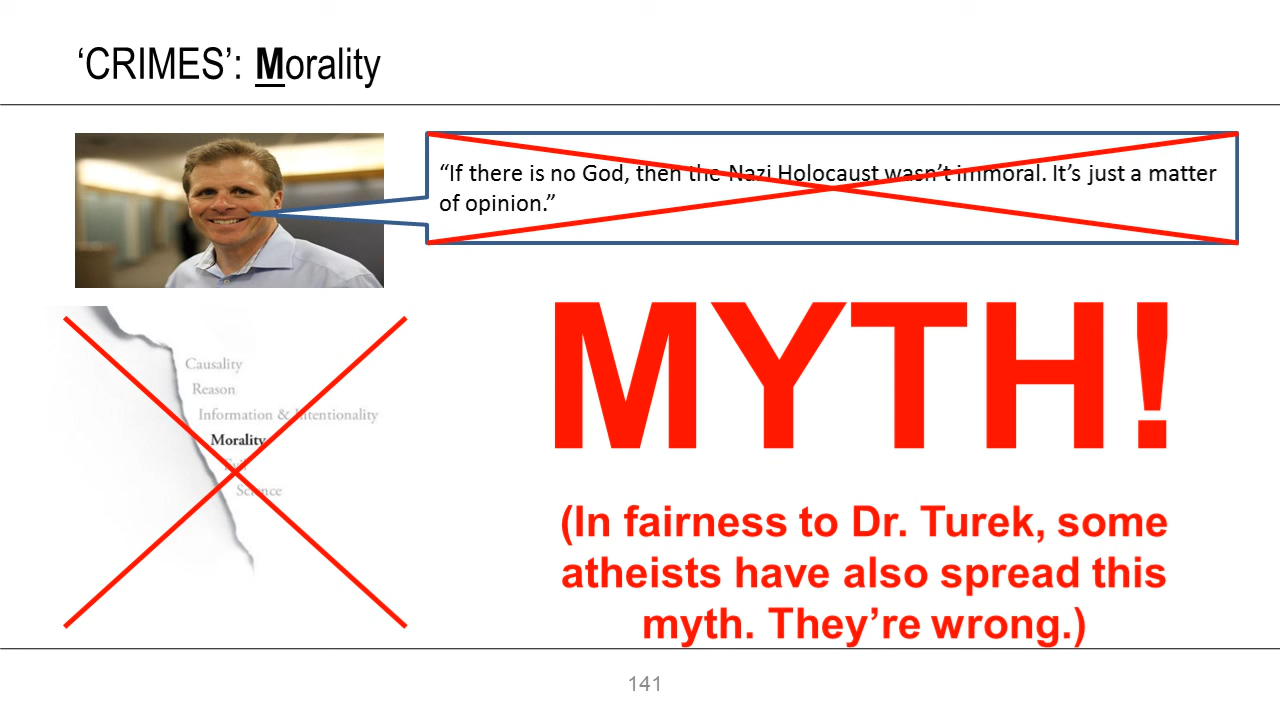 ‘CRIMES’: Morality
“If there is no God, then the Nazi Holocaust wasn’t immoral. It’s just a matter
of opinion.”
Causality
Reason
Information & Intentionality
Morality
Evil
Science
MYTH!
(In fairness to Dr. Turek, some
atheists have also spread this
myth. They’re wrong.)
141